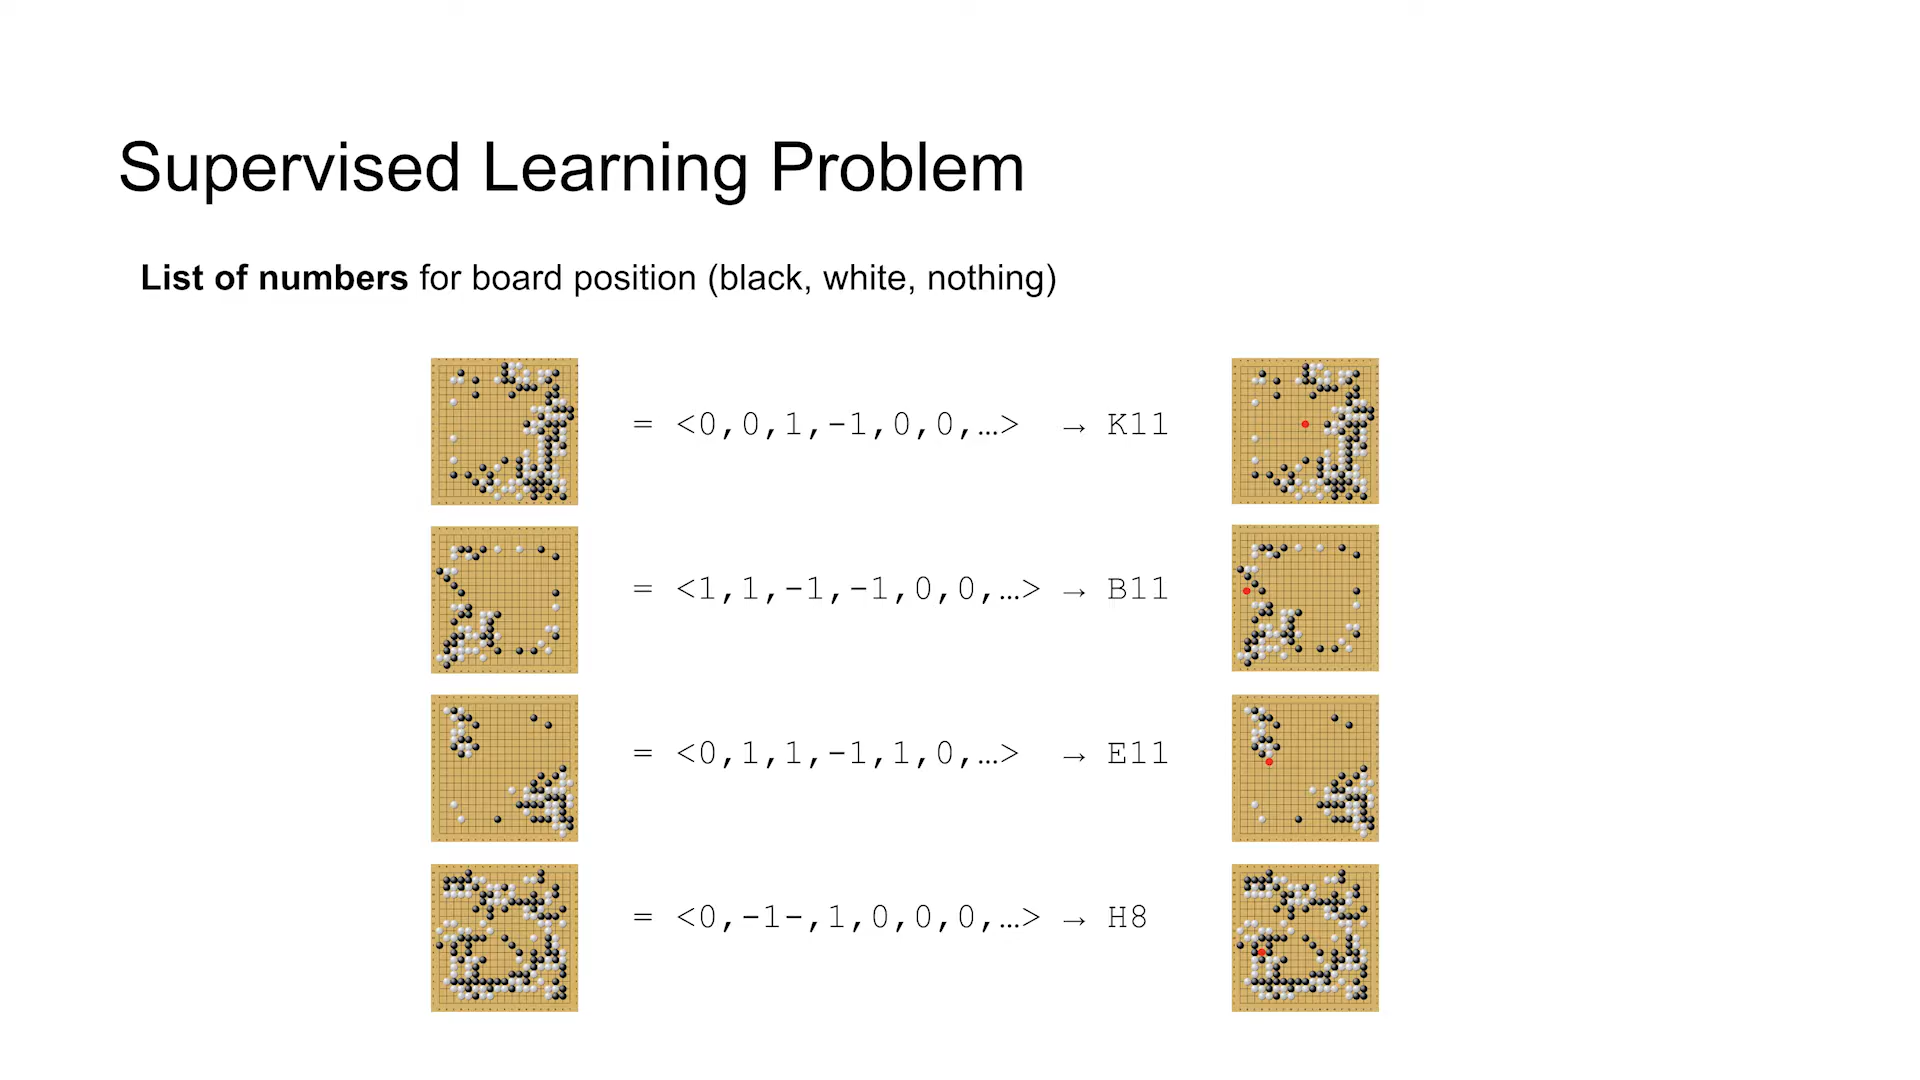 Supervised Learning Problem
List of numbers for board position (black, white, nothing)
= <0,0,1,-1,0,0,…> → K11
= <1,1,-1,-1,0,0,…> → B11
= <0,1,1,-1,1,0,…> → E11
= <0,-1-,1,0,0,0,…> → H8